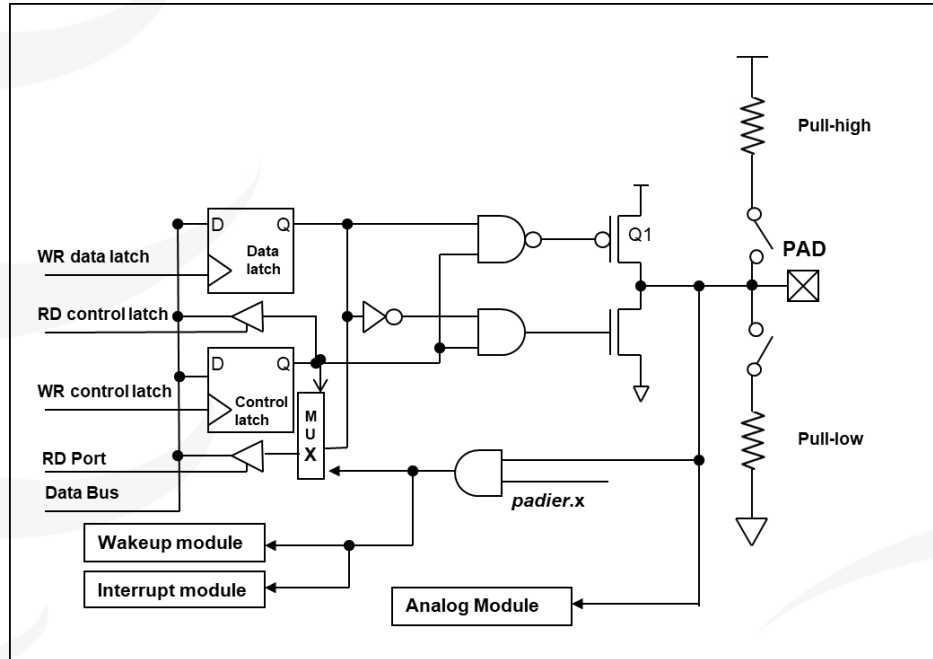 Pull-high
D
Q
Data
latch
WR data latch
Q1
PAD
RD control latch
D
Q
WR control latch
Control
latch
M
U
X
RD Port
Pull-low
Data Bus
padier.x
Wakeup module
Interrupt module
Analog Module